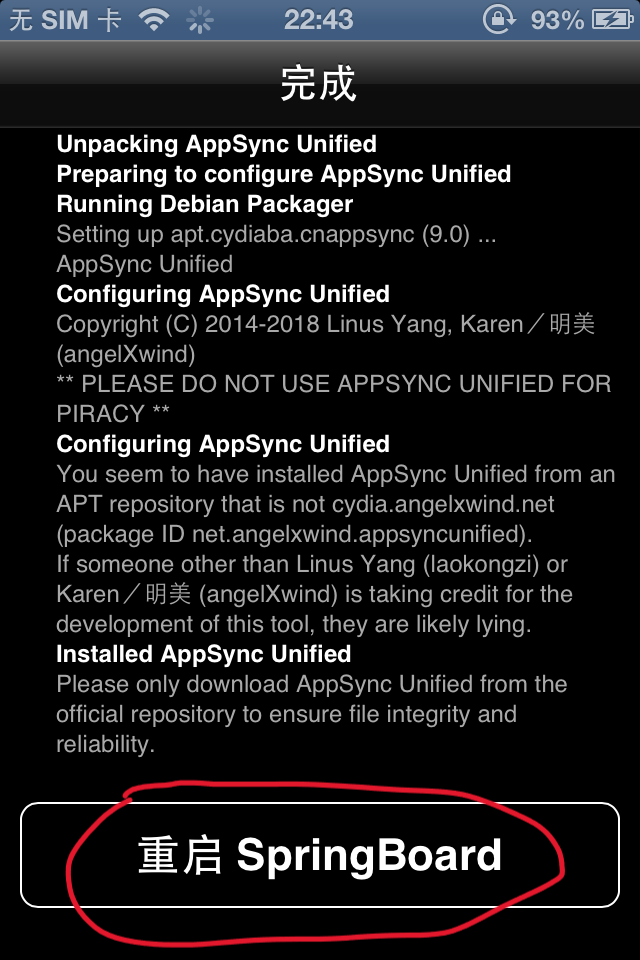 无 SIM 卡 22:43 93%
完成
Unpacking AppSync Unified
Preparing to configure AppSync Unified
Running Debian Packager
Setting up apt.cydiaba.cnappsync (9.0) ...
AppSync Unified
Configuring AppSync Unified
Copyright (C) 2014-2018 Linus Yang, Karen／明美
(angelXwind)
** PLEASE DO NOT USE APPSYNC UNIFIED FOR
PIRACY **
Configuring AppSync Unified
You seem to have installed AppSync Unified from an
APT repository that is not cydia.angelxwind.net
(package ID net.angelxwind.appsyncunified).
If someone other than Linus Yang (laokongzi) or
Karen／明美 (angelXwind) is taking credit for the
development of this tool, they are likely lying.
Installed AppSync Unified
Please only download AppSync Unified from the
official repository to ensure file integrity and
reliability.
重启 SpringBoard